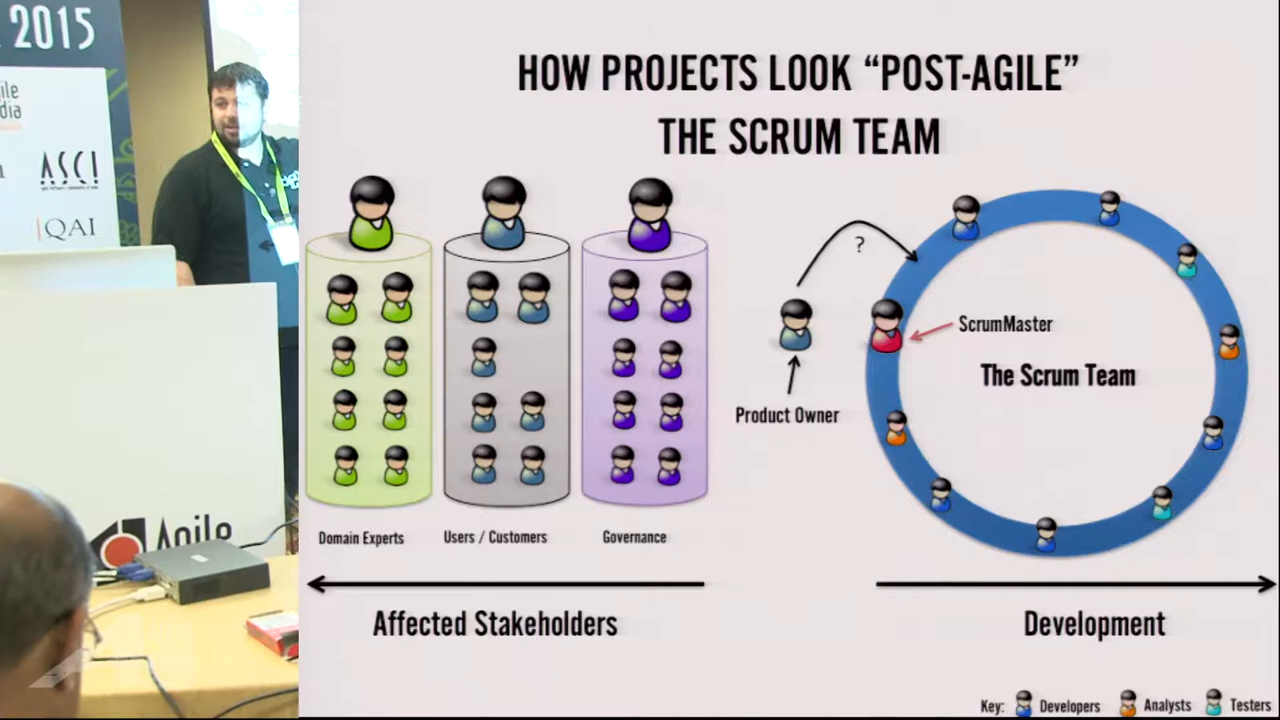 2015
ASCI
QAI
Agile
HOW PROJECTS LOOK “POST-AGILE”
THE SCRUM TEAM
?
ScrumMaster
The Scrum Team
Product Owner
Domain Experts
Users / Customers
Governance
Affected Stakeholders
Development
Key: Developers Analysts Testers